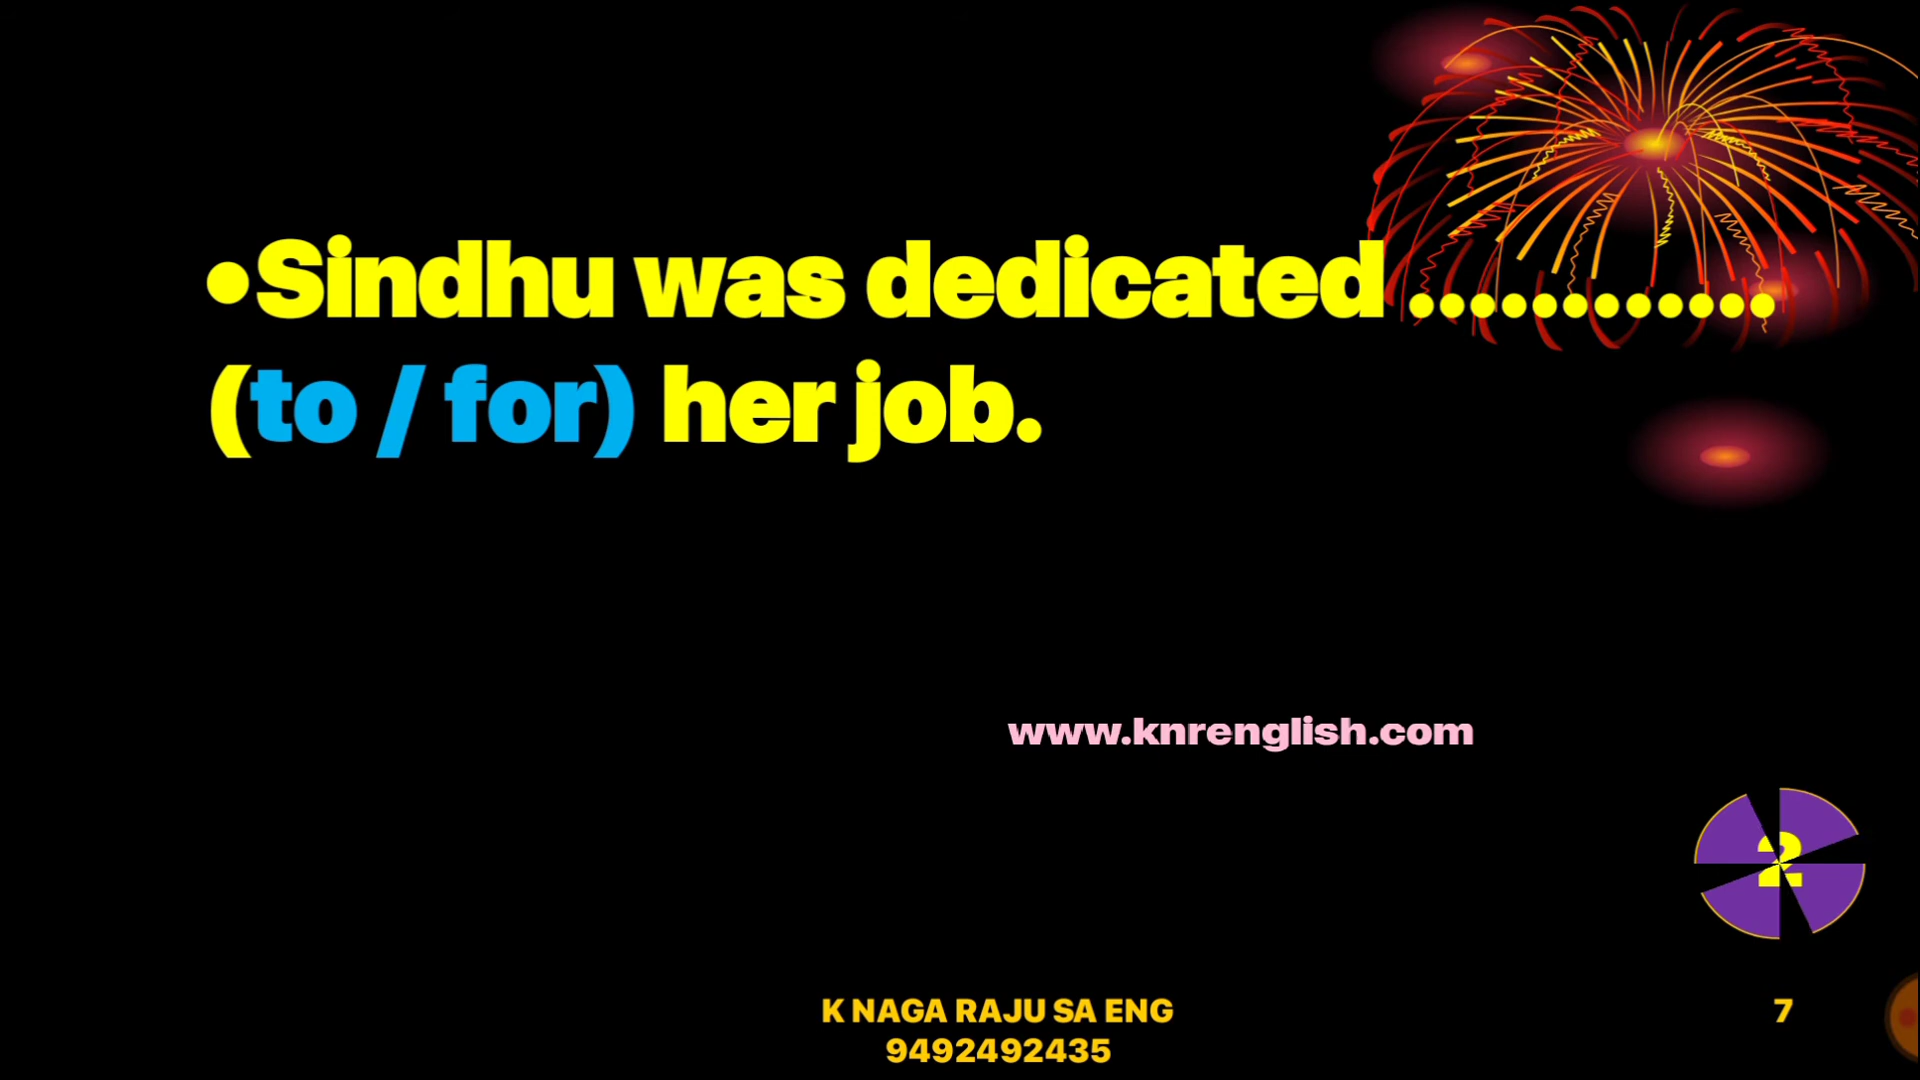 •Sindhu was dedicated ............
(to / for) her job.
www.knrenglish.com
2
K NAGA RAJU SA ENG
9492492435
7